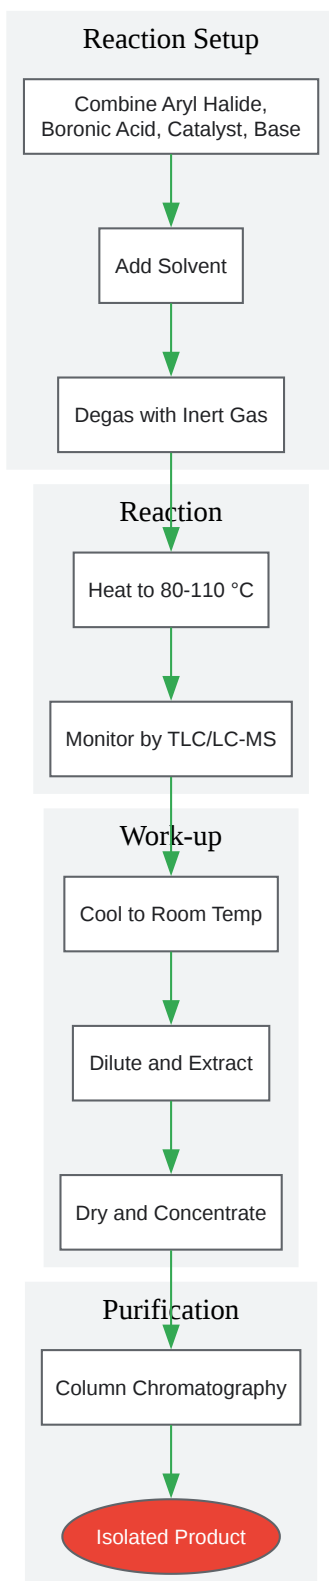 Reaction Setup
Combine Aryl Halide,
Boronic Acid, Catalyst, Base
Add Solvent
Degas with Inert Gas
Reaction
Heat to 80-110 °C
Monitor by TLC/LC-MS
Work-up
Cool to Room Temp
Dilute and Extract
Dry and Concentrate
Purification
Column Chromatography
Isolated Product